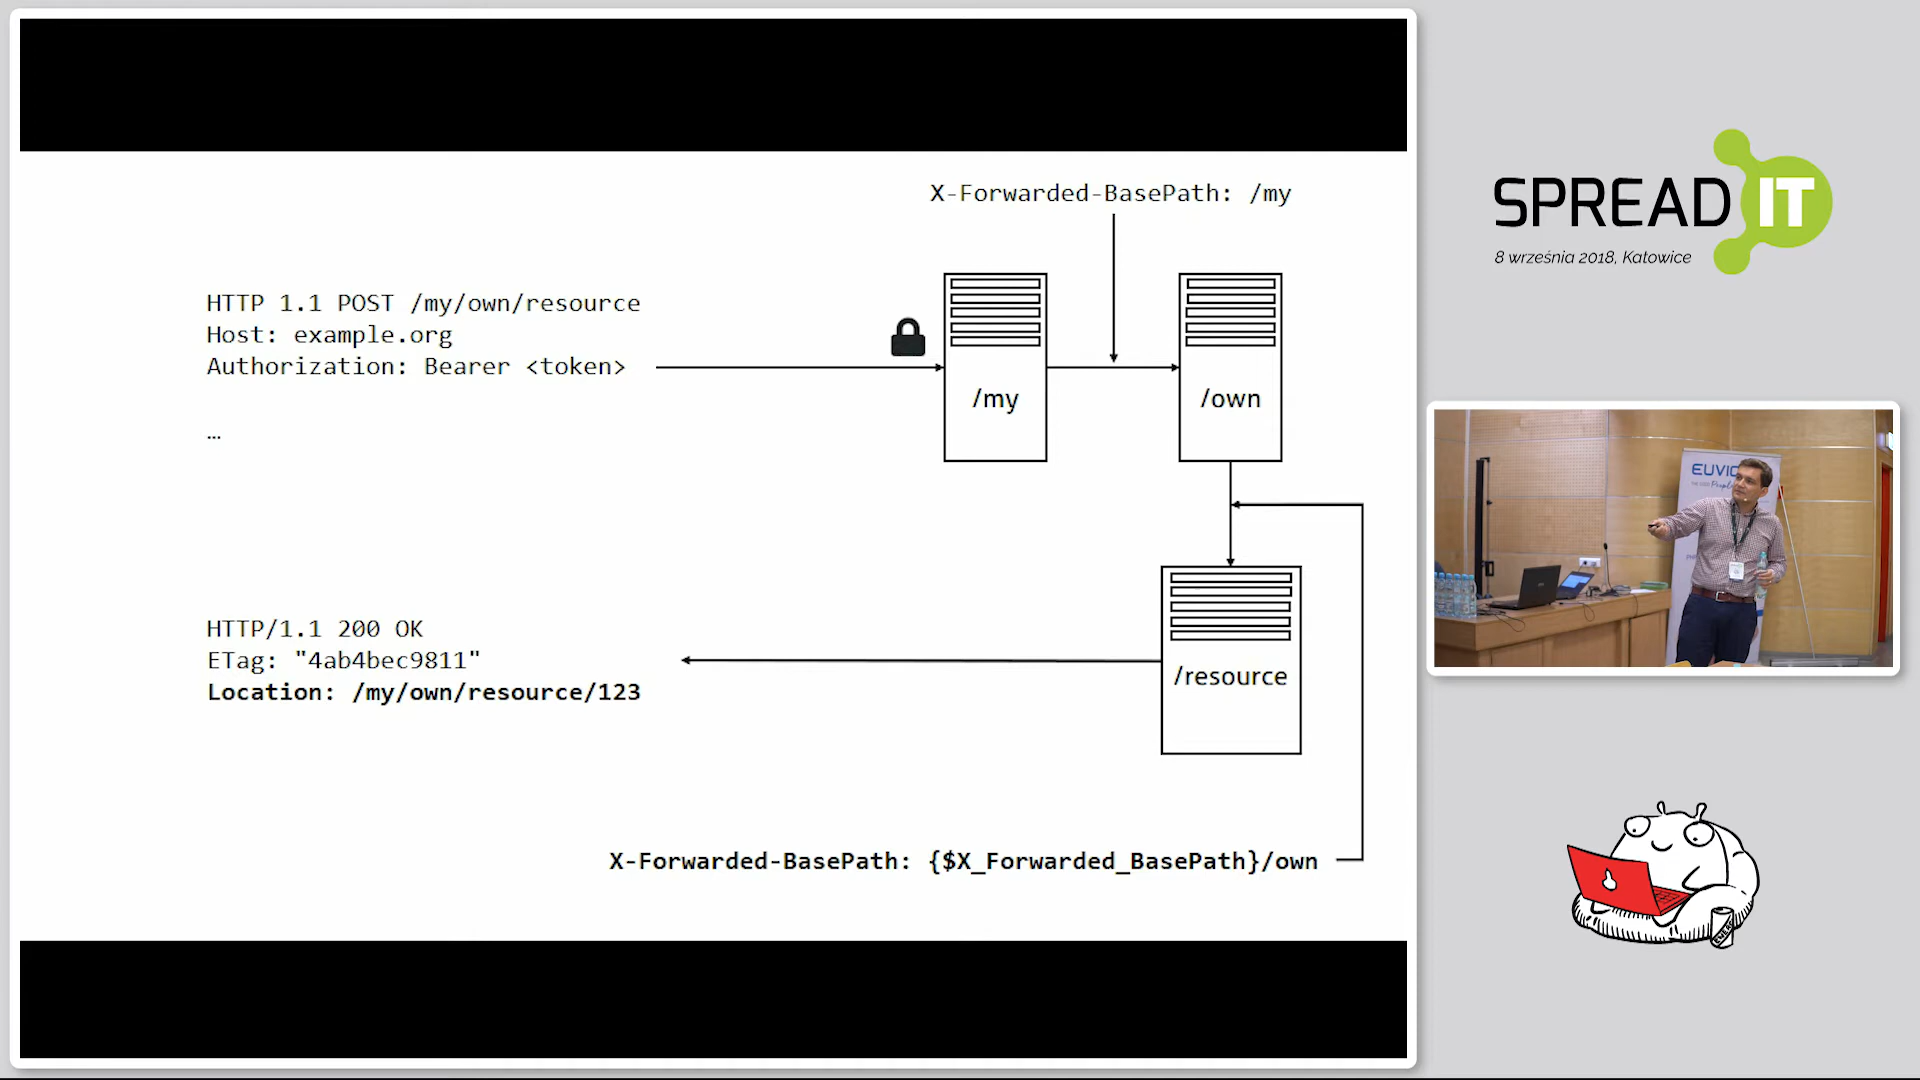 X-Forwarded-BasePath: /my
HTTP 1.1 POST /my/own/resource
Host: example.org
Authorization: Bearer <token>
…
/my
/own
HTTP/1.1 200 OK
ETag: "4ab4bec9811"
Location: /my/own/resource/123
/resource
X-Forwarded-BasePath: {$X_Forwarded_BasePath}/own
SPREAD IT
8 września 2018, Katowice
EUVIC
People